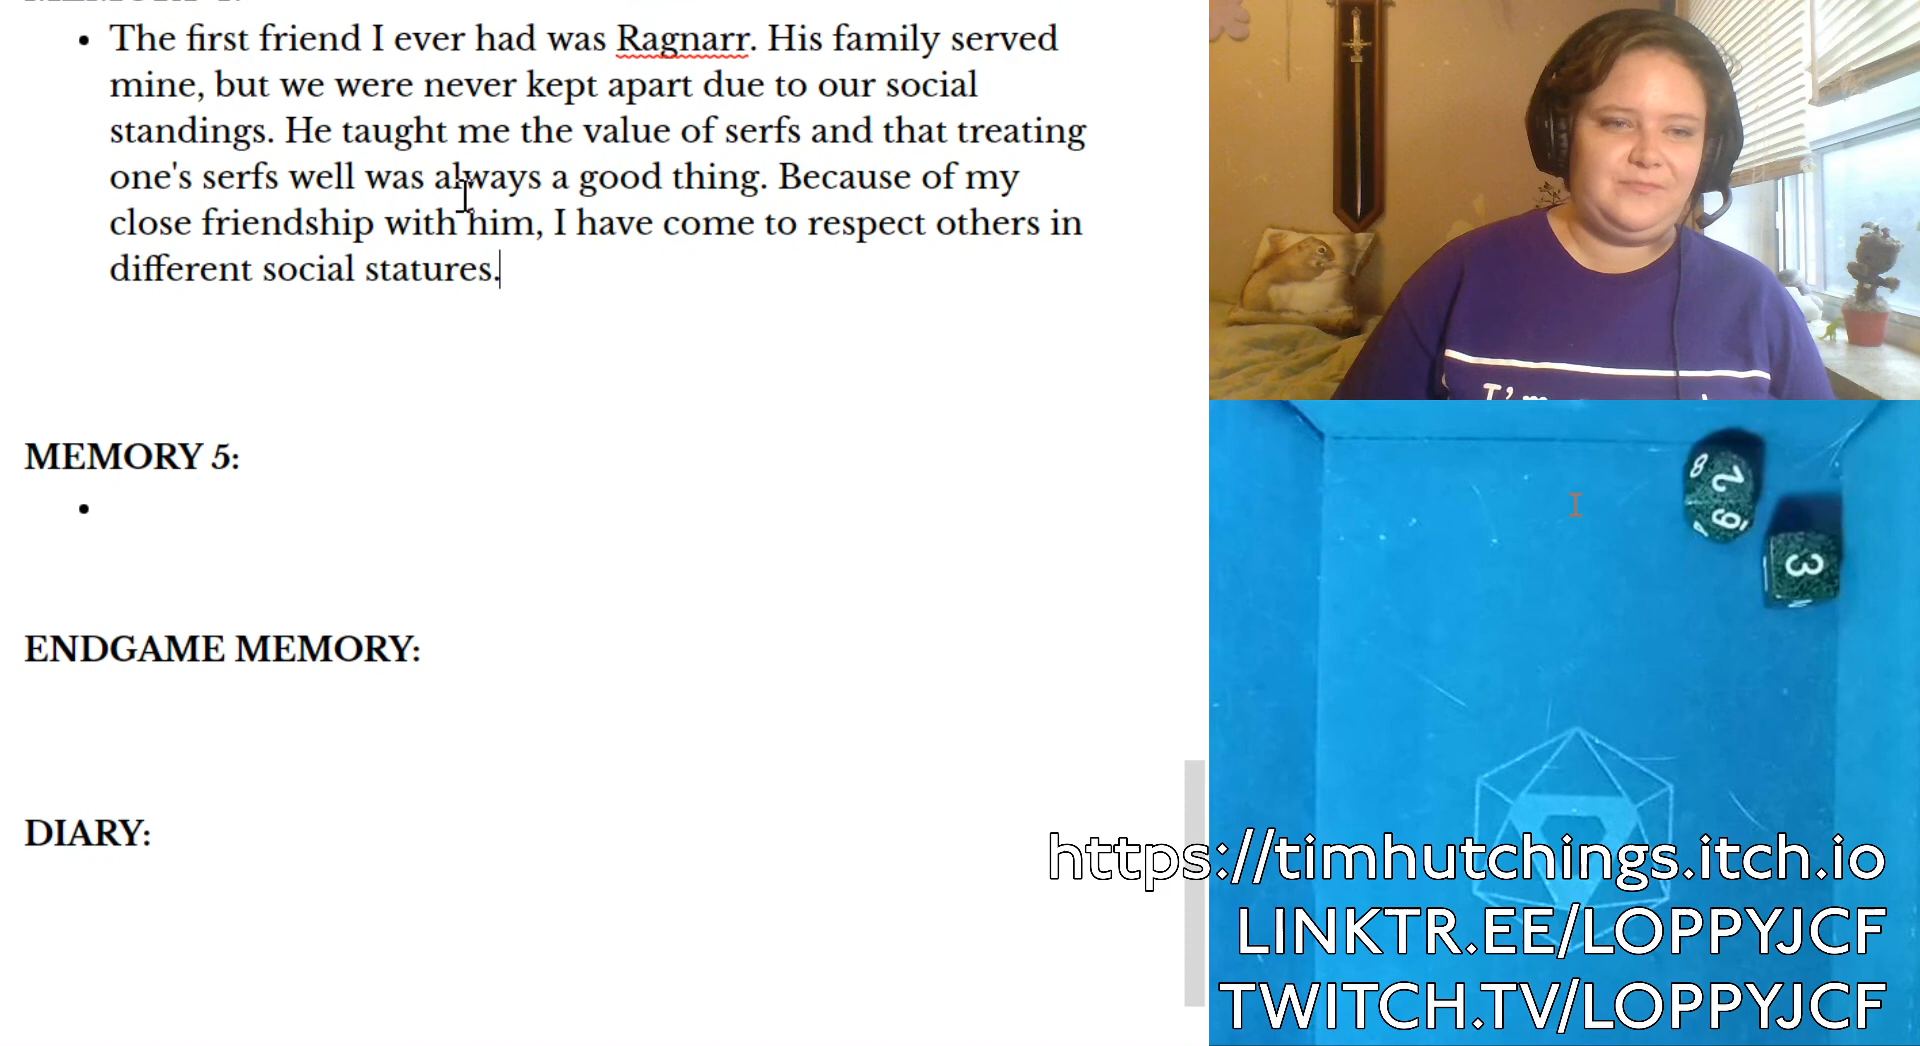 The first friend I ever had was Ragnarr. His family served
mine, but we were never kept apart due to our social
standings. He taught me the value of serfs and that treating
one's serfs well was always a good thing. Because of my
close friendship with him, I have come to respect others in
different social statures.
MEMORY 5:
ENDGAME MEMORY:
DIARY:
I'm
8
2
9
3
https://timhutchings.itch.io
LINKTR.EE/LOPPYJCF
TWITCH.TV/LOPPYJCF